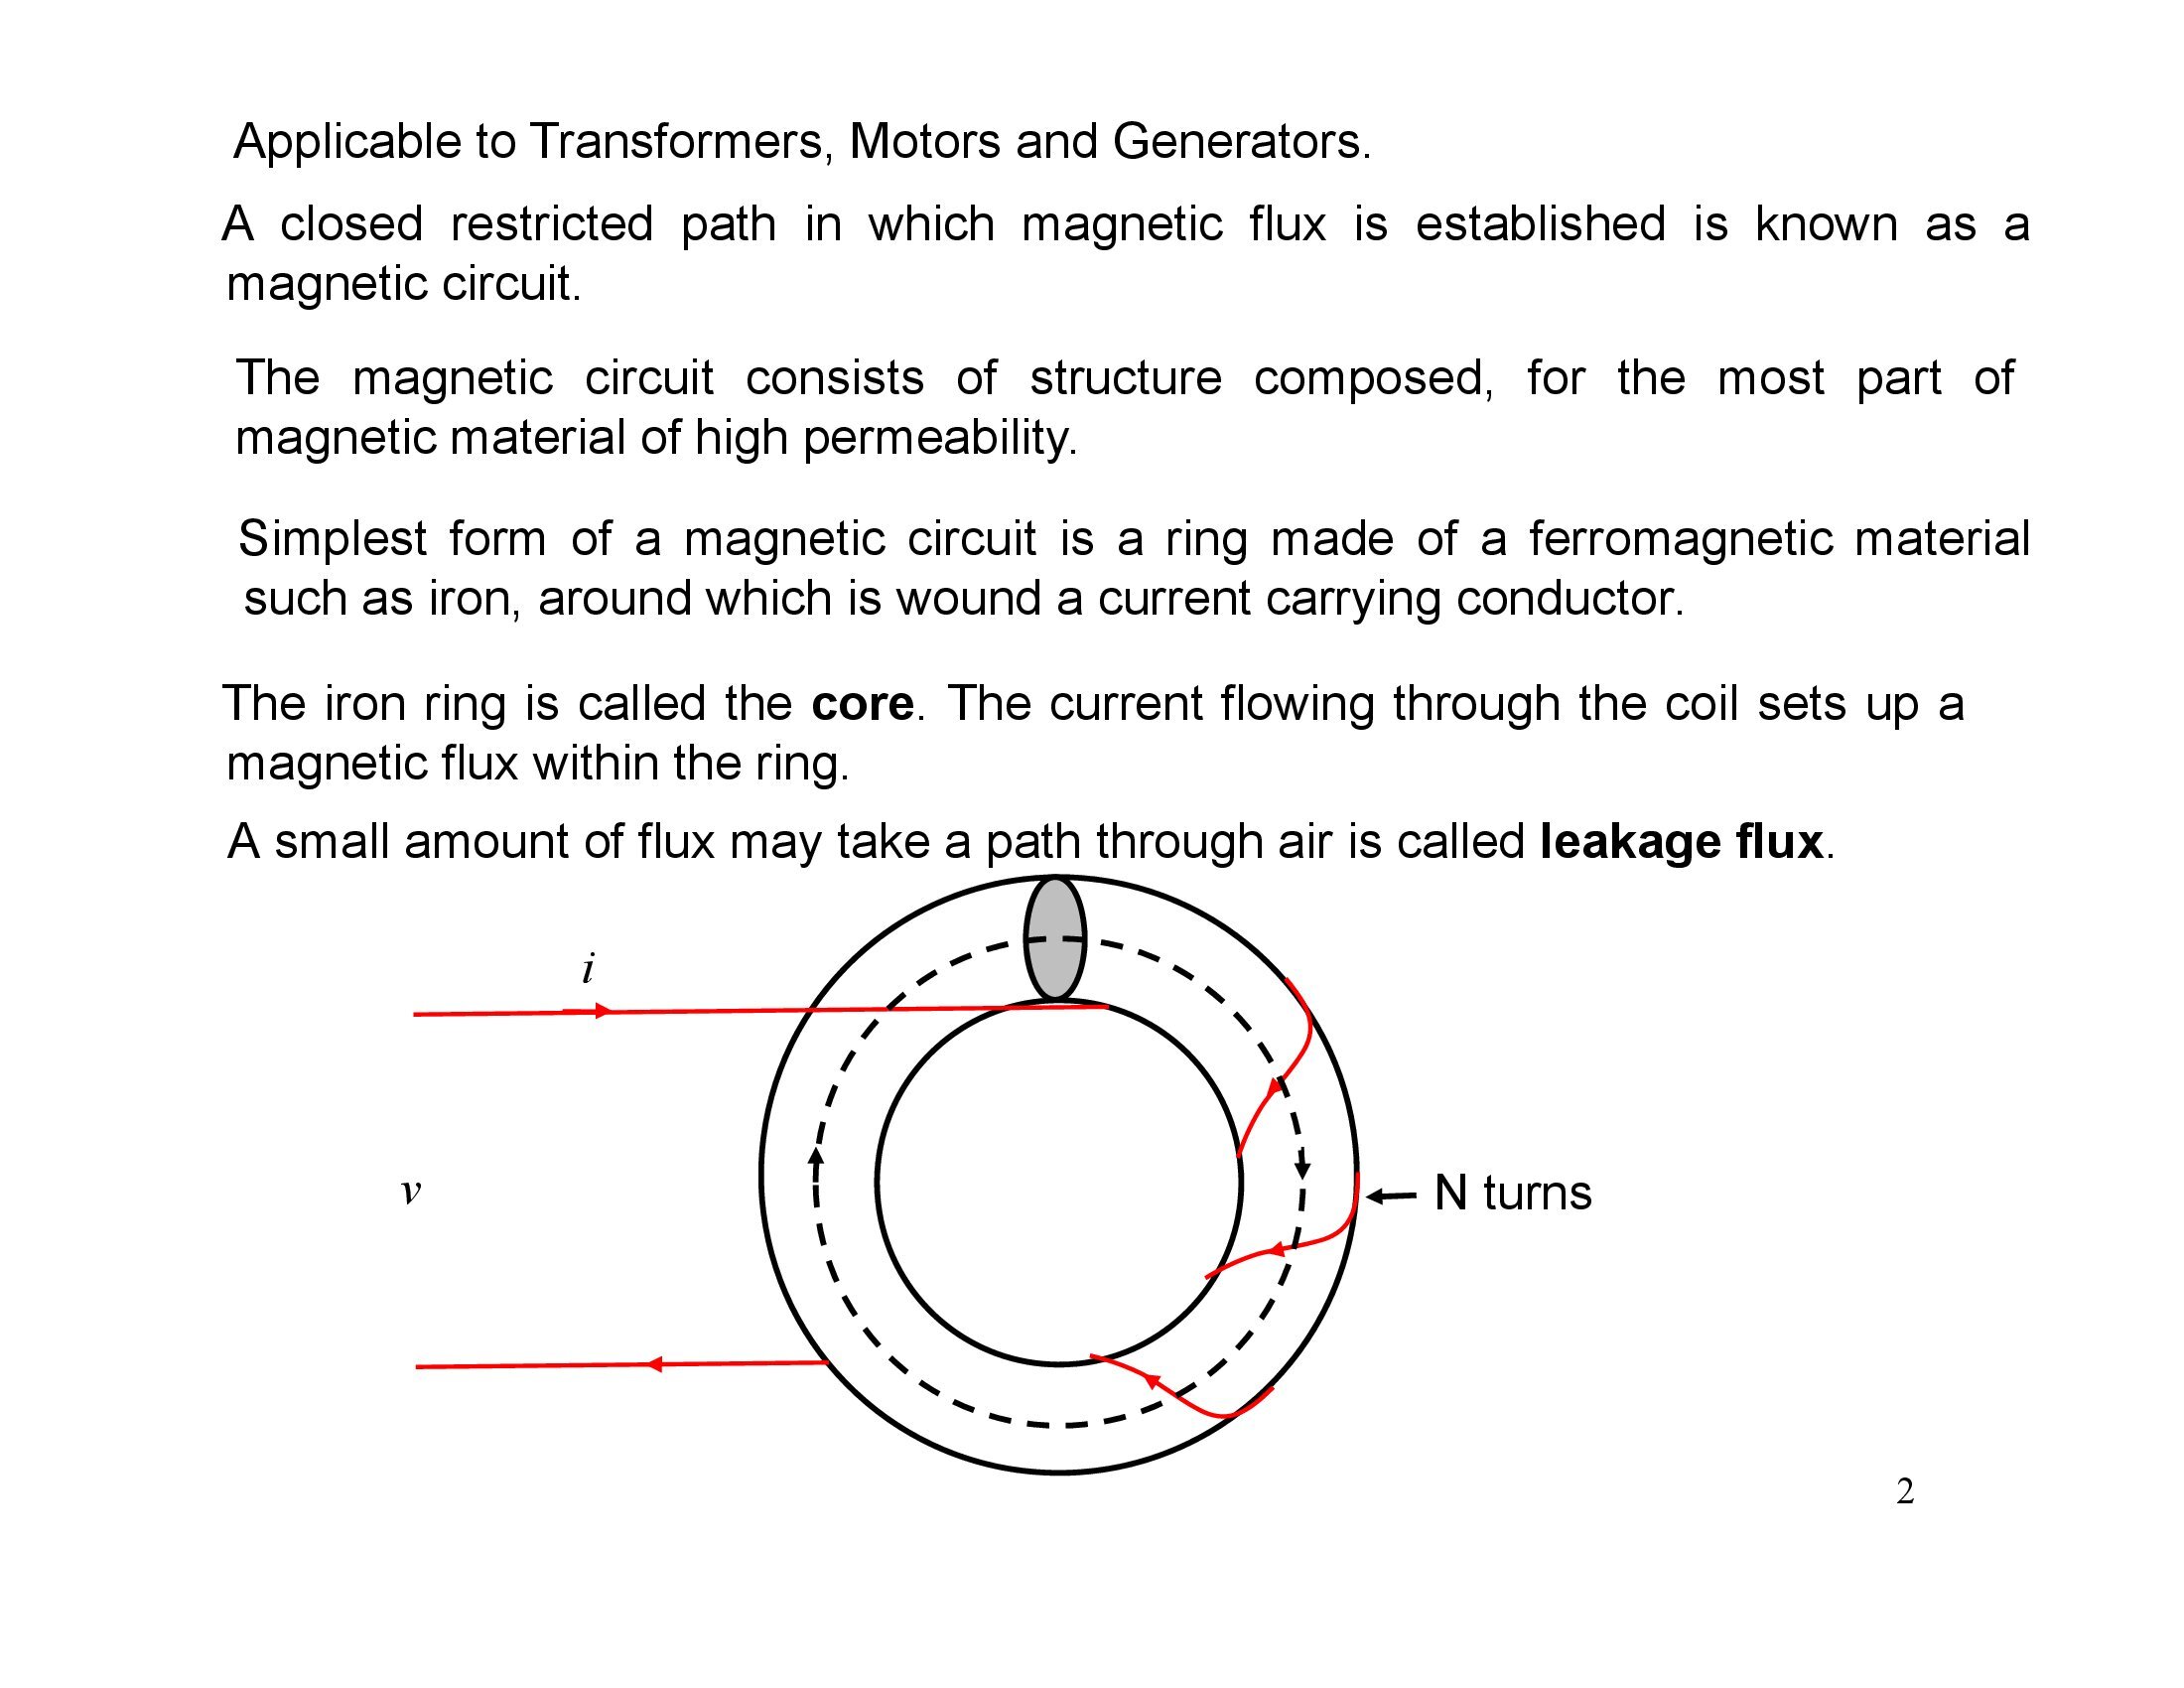 Applicable to Transformers, Motors and Generators.
A closed restricted path in which magnetic flux is established is known as a
magnetic circuit.
The magnetic circuit consists of structure composed, for the most part of
magnetic material of high permeability.
Simplest form of a magnetic circuit is a ring made of a ferromagnetic material
such as iron, around which is wound a current carrying conductor.
The iron ring is called the core. The current flowing through the coil sets up a
magnetic flux within the ring.
A small amount of flux may take a path through air is called leakage flux.
i
v
N turns
2